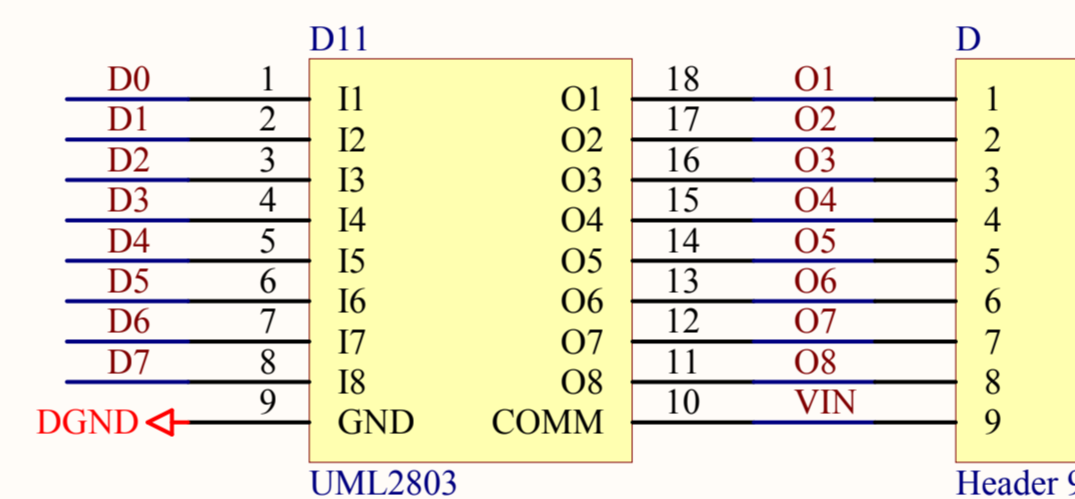 D11 D
D0 1 I1 O1 18 O1 1
D1 2 I2 O2 17 O2 2
D2 3 I3 O3 16 O3 3
D3 4 I4 O4 15 O4 4
D4 5 I5 O5 14 O5 5
D5 6 I6 O6 13 O6 6
D6 7 I7 O7 12 O7 7
D7 8 I8 O8 11 O8 8
DGND 9 GND COMM 10 VIN 9
UML2803 Header 9